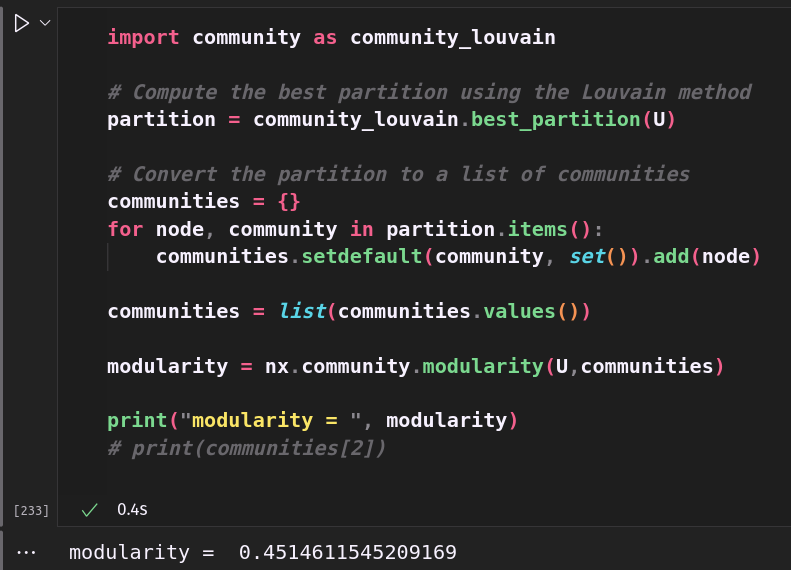 import community as community_louvain
# Compute the best partition using the Louvain method
partition = community_louvain.best_partition(U)
# Convert the partition to a list of communities
communities = {}
for node, community in partition.items():
    communities.setdefault(community, set()).add(node)
communities = list(communities.values())
modularity = nx.community.modularity(U,communities)
print("modularity = ", modularity)
# print(communities[2])
[233] 0.4s
modularity =  0.4514611545209169